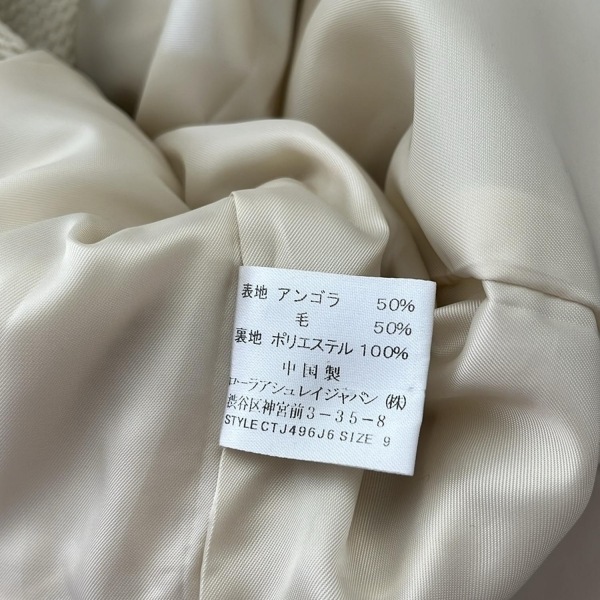 表地 アンゴラ 50%
毛 50%
裏地 ポリエステル 100%
中国製
ローラアシュレイジャパン(株)
渋谷区神宮前3-35-8
STYLE CTJ496J6 SIZE 9